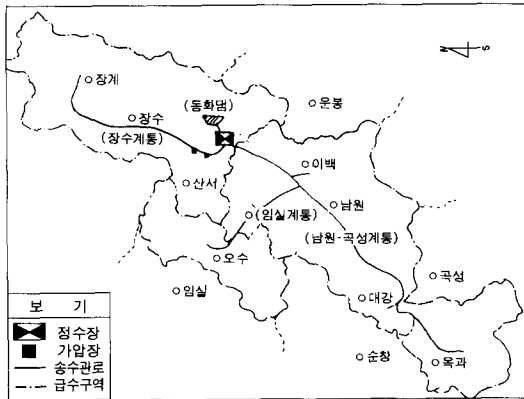 장계
N
S
장수
(동화댐)
운봉
(장수계통)
이백
산서
(임실계통)
남원
(남원-곡성계통)
오수
곡성
임실
대강
순창
옥과
보 기
정수장
가압장
송수관로
급수구역